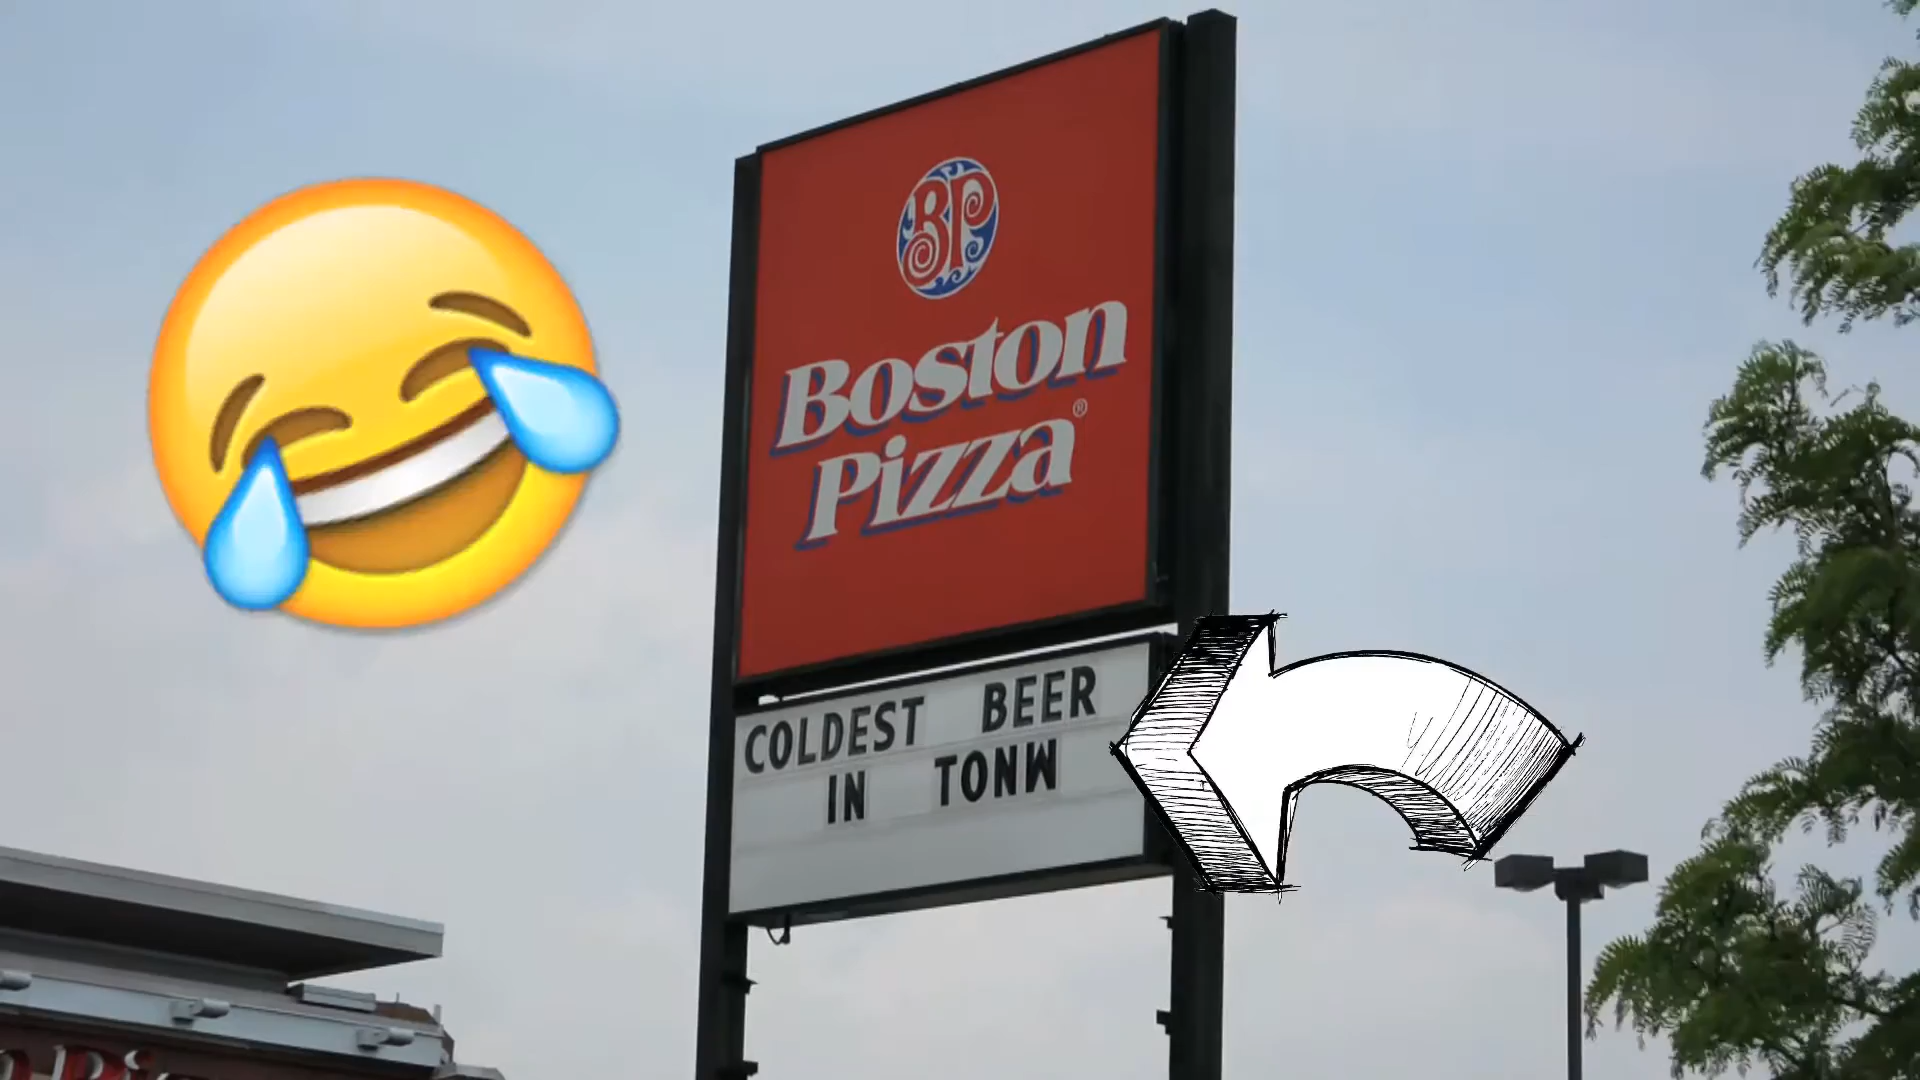 BP
Boston
Pizza®
COLDEST BEER
IN TONW